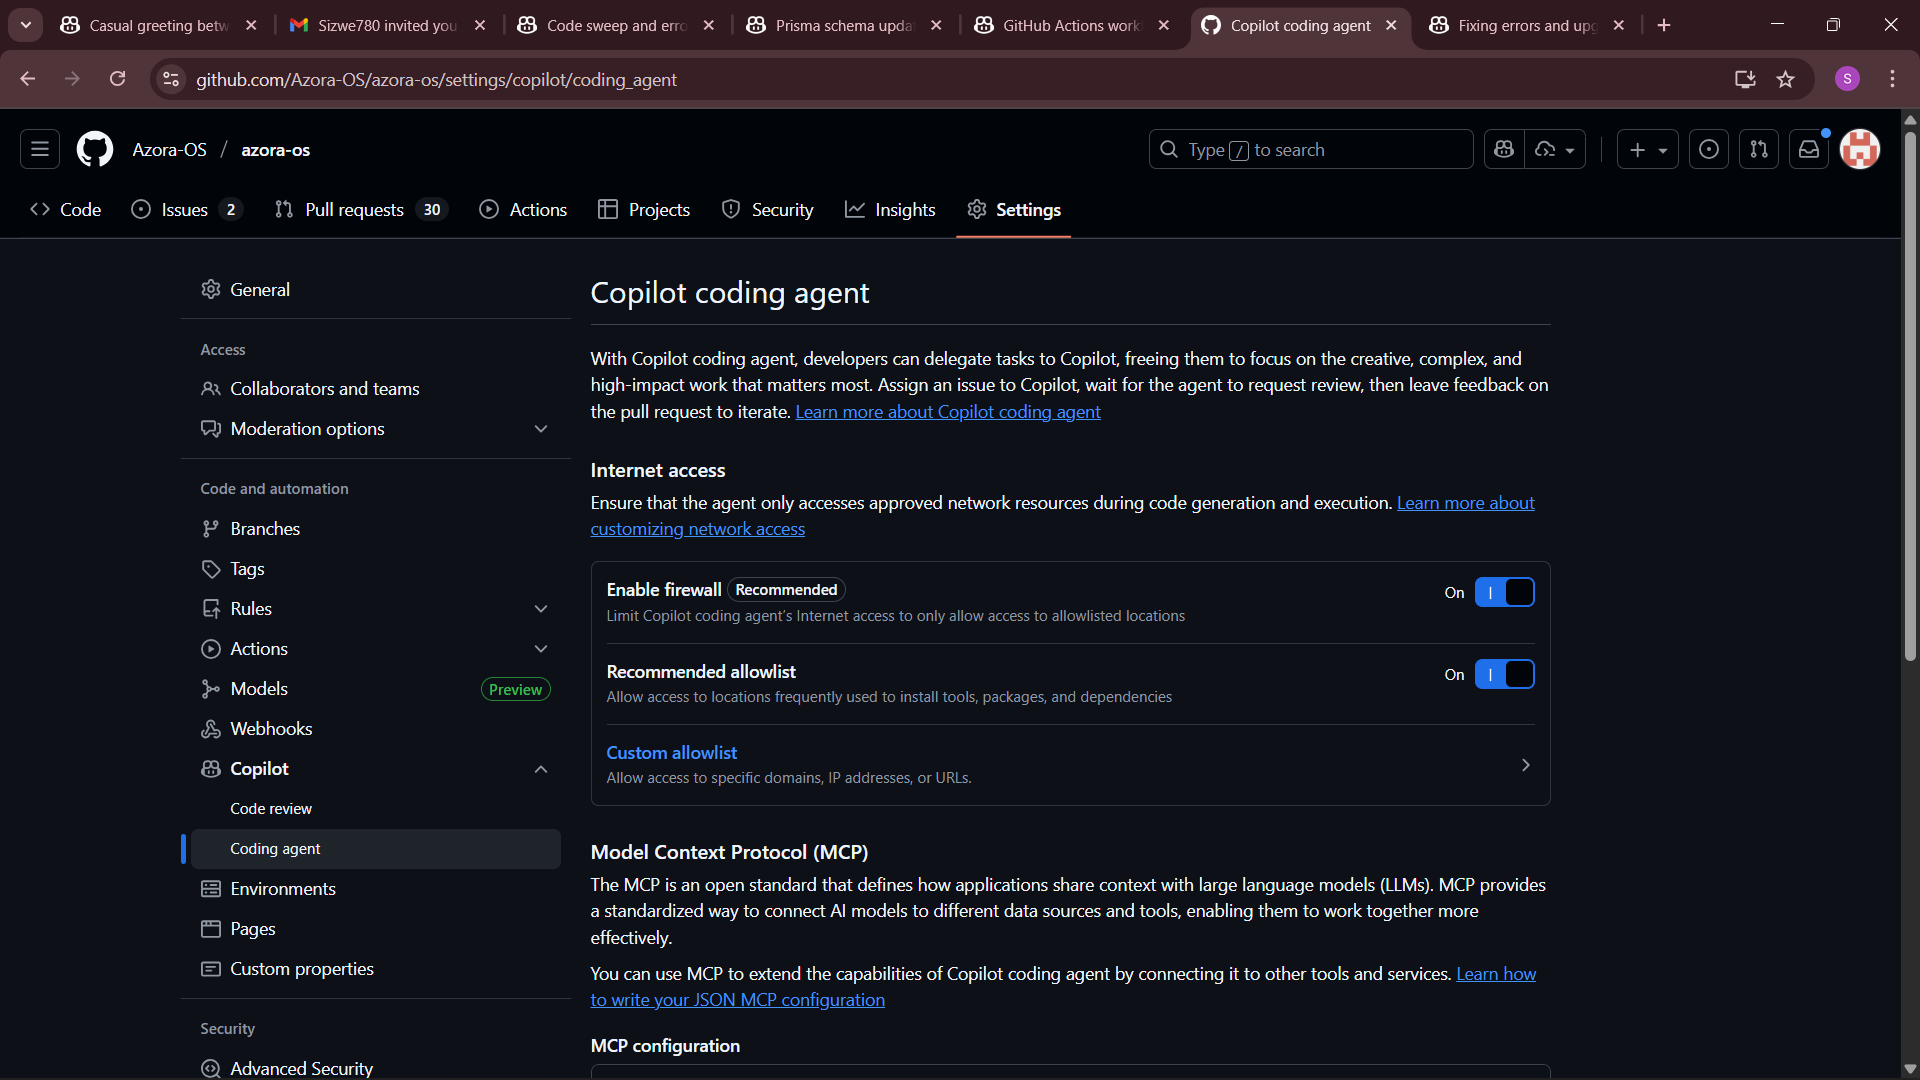 Casual greeting betw
Sizwe780 invited you
Code sweep and erro
Prisma schema updat
GitHub Actions work
Copilot coding agent
Fixing errors and upg
github.com/Azora-OS/azora-os/settings/copilot/coding_agent
S
Azora-OS / azora-os
Type / to search
Code
Issues 2
Pull requests 30
Actions
Projects
Security
Insights
Settings
General
Access
Collaborators and teams
Moderation options
Code and automation
Branches
Tags
Rules
Actions
Models Preview
Webhooks
Copilot
Code review
Coding agent
Environments
Pages
Custom properties
Security
Advanced Security
Copilot coding agent
With Copilot coding agent, developers can delegate tasks to Copilot, freeing them to focus on the creative, complex, and
high-impact work that matters most. Assign an issue to Copilot, wait for the agent to request review, then leave feedback on
the pull request to iterate. Learn more about Copilot coding agent
Internet access
Ensure that the agent only accesses approved network resources during code generation and execution. Learn more about
customizing network access
Enable firewall Recommended
On
Limit Copilot coding agent's Internet access to only allow access to allowlisted locations
Recommended allowlist
On
Allow access to locations frequently used to install tools, packages, and dependencies
Custom allowlist
Allow access to specific domains, IP addresses, or URLs.
Model Context Protocol (MCP)
The MCP is an open standard that defines how applications share context with large language models (LLMs). MCP provides
a standardized way to connect AI models to different data sources and tools, enabling them to work together more
effectively.
You can use MCP to extend the capabilities of Copilot coding agent by connecting it to other tools and services. Learn how
to write your JSON MCP configuration
MCP configuration